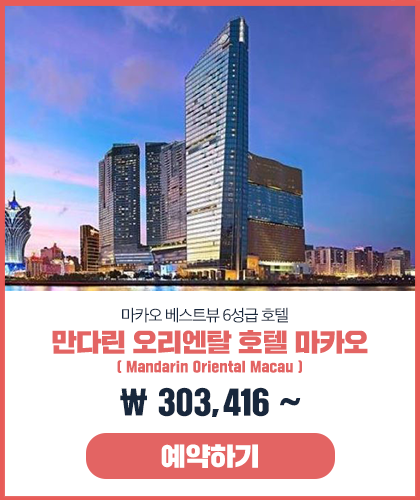 마카오 베스트뷰 6성급 호텔
만다린 오리엔탈 호텔 마카오
( Mandarin Oriental Macau )
₩ 303,416 ~
예약하기